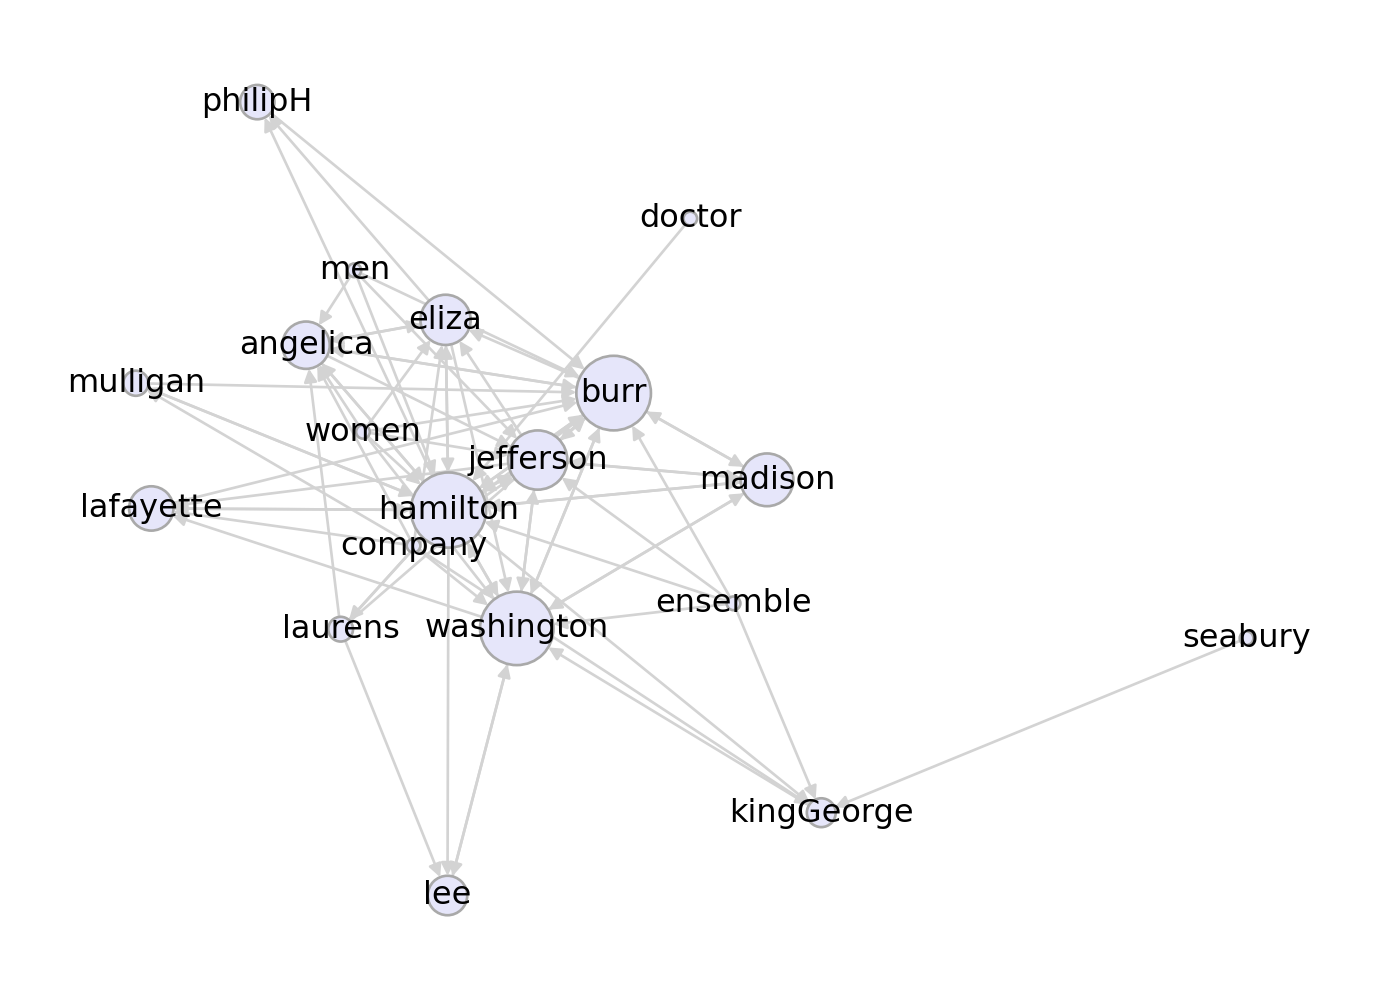 philipH
doctor
men
eliza
angelica
mulligan
burr
women
jefferson
madison
lafayette
hamilton
company
ensemble
laurens
washington
seabury
kingGeorge
lee